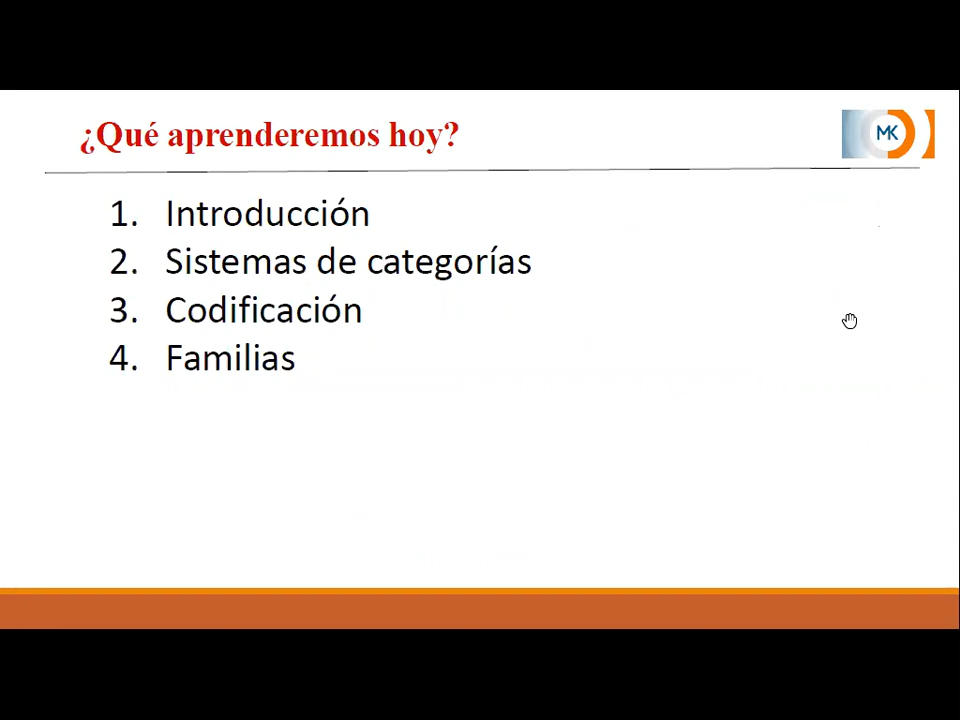 ¿Qué aprenderemos hoy?
MK
1. Introducción
2. Sistemas de categorías
3. Codificación
4. Familias